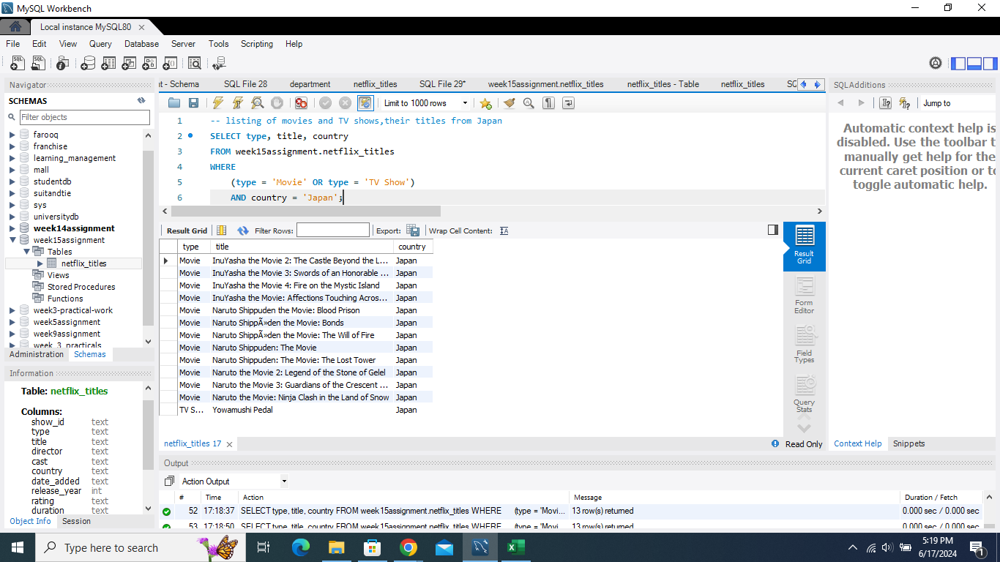 MySQL Workbench
Local instance MySQL80
File Edit View Query Database Server Tools Scripting Help
Navigator
SCHEMAS
Filter objects
farooq
franchise
learning_management
mall
studentdb
suitandtie
sys
universitydb
week14assignment
week15assignment
Tables
netflix_titles
Views
Stored Procedures
Functions
week3-practical-work
week5assignment
week9assignment
week_3_practicals
Administration Schemas
Information
Table: netflix_titles
Columns:
show_id text
type text
title text
director text
cast text
country text
date_added text
release_year int
rating text
duration text
Object Info Session
nt - Schema SQL File 28 department netflix_titles SQL File 29* week15assignment.netflix_titles netflix_titles - Table netflix_titles SQ
Limit to 1000 rows
1 -- listing of movies and TV shows,their titles from Japan
2 SELECT type, title, country
3 FROM week15assignment.netflix_titles
4 WHERE
5 (type = 'Movie' OR type = 'TV Show')
6 AND country = 'Japan';
Result Grid Filter Rows: Export: Wrap Cell Content:
type title country
Movie InuYasha the Movie 2: The Castle Beyond the L... Japan
Movie InuYasha the Movie 3: Swords of an Honorable ... Japan
Movie InuYasha the Movie 4: Fire on the Mystic Island Japan
Movie InuYasha the Movie: Affections Touching Acros... Japan
Movie Naruto Shippuden the Movie: Blood Prison Japan
Movie Naruto ShippÃ»den the Movie: Bonds Japan
Movie Naruto ShippÃ»den the Movie: The Will of Fire Japan
Movie Naruto Shippuden: The Movie Japan
Movie Naruto Shippuden: The Movie: The Lost Tower Japan
Movie Naruto the Movie 2: Legend of the Stone of Gelel Japan
Movie Naruto the Movie 3: Guardians of the Crescent ... Japan
Movie Naruto the Movie: Ninja Clash in the Land of Snow Japan
TV S... Yowamushi Pedal Japan
Result Grid
Form Editor
Field Types
Query Stats
netflix_titles 17
Read Only
SQLAdditions
Jump to
Automatic context help is
disabled. Use the toolbar t
manually get help for the
current caret position or to
toggle automatic help.
Context Help Snippets
Output
Action Output
# Time Action Message Duration / Fetch
52 17:18:37 SELECT type, title, country FROM week15assignment.netflix_titles WHERE (type = 'Movi... 13 row(s) returned 0.000 sec / 0.000 sec
53 17:18:50 SELECT type, title, country FROM week15assignment.netflix_titles WHERE (type = 'Movi... 13 row(s) returned 0.000 sec / 0.000 sec
Type here to search
5:19 PM
6/17/2024
1